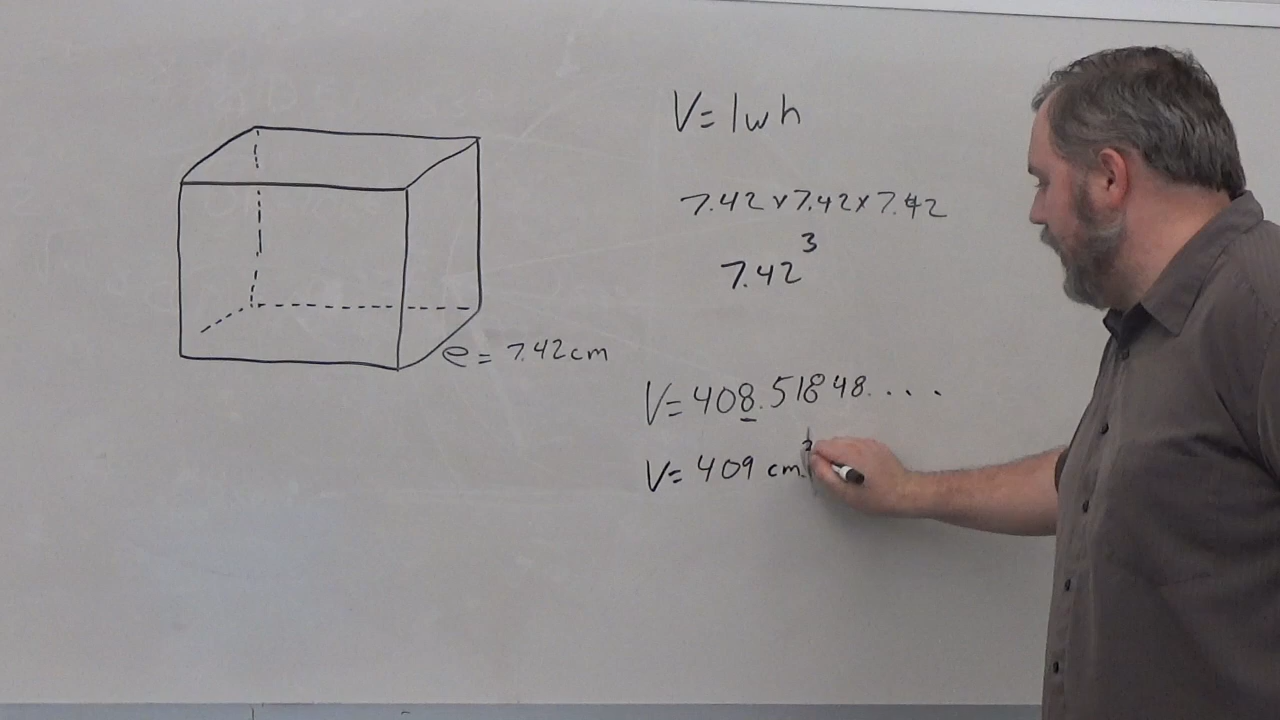 V= lwh
7.42 x 7.42 x 7.42
7.42³
e = 7.42cm
V= 408.51848....
V= 409 cm³